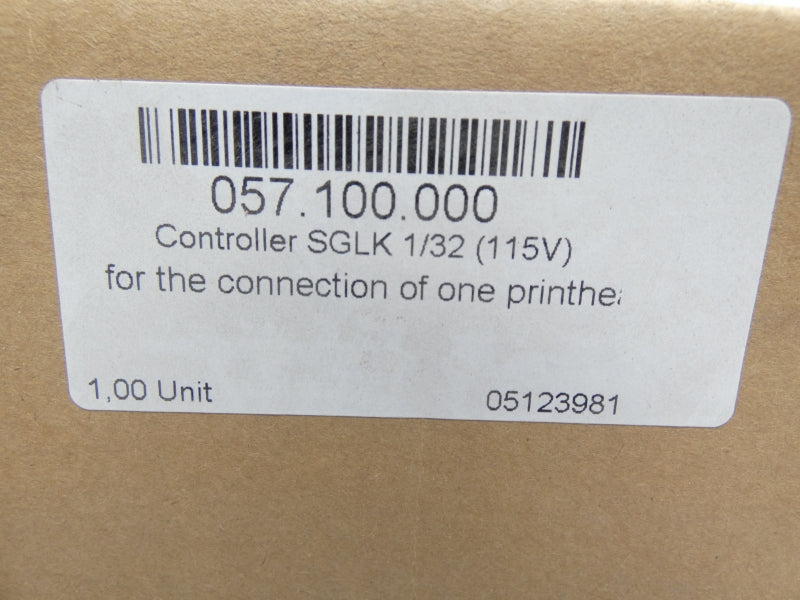 057.100.000
Controller SGLK 1/32 (115V)
for the connection of one printhea
1,00 Unit
05123981